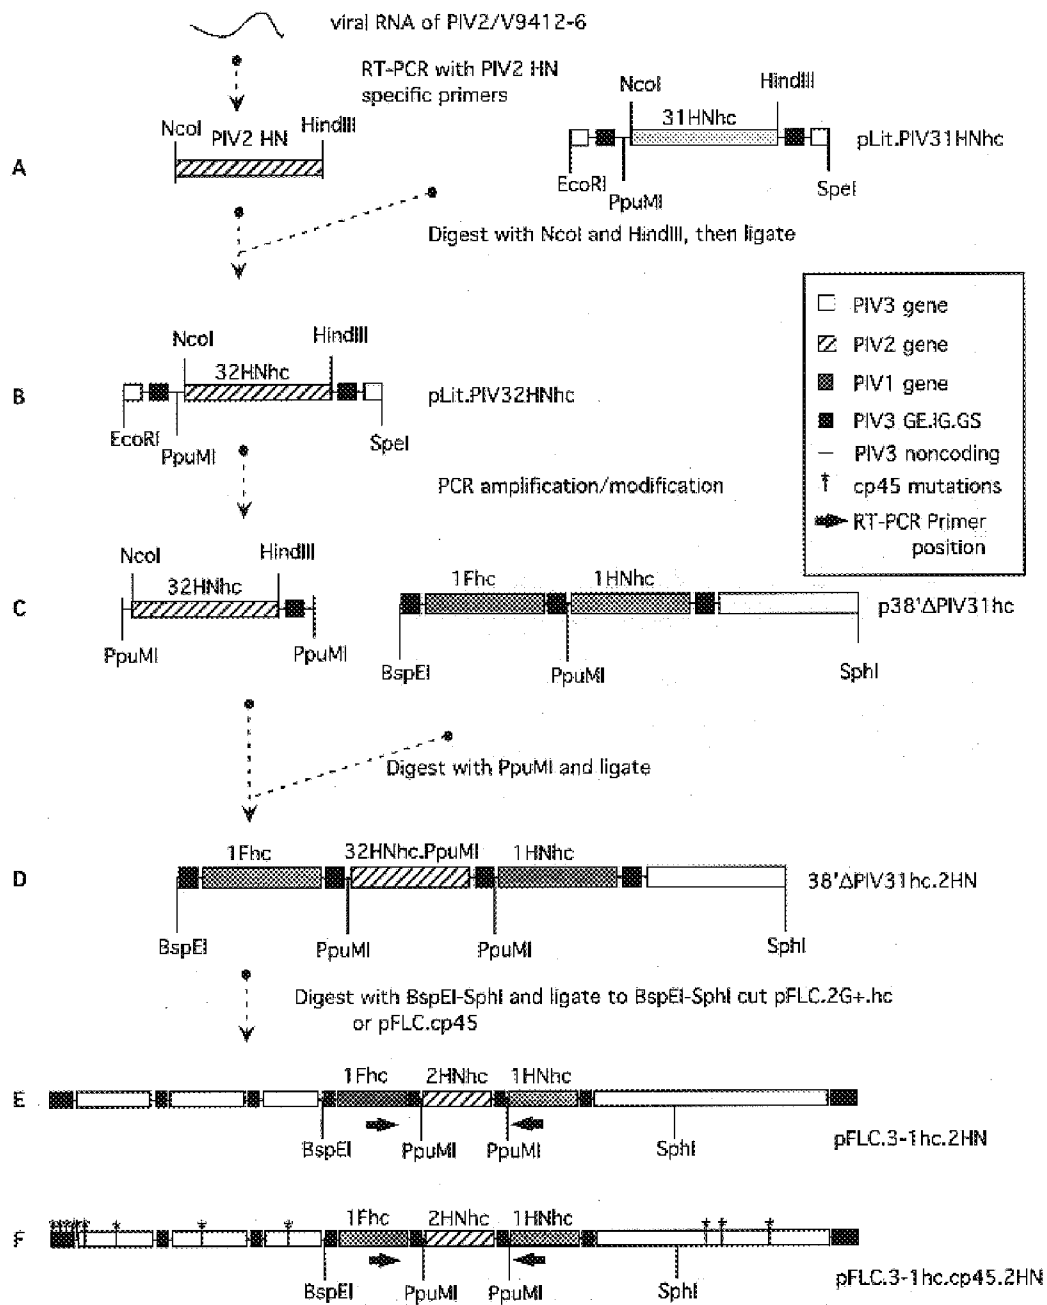 viral RNA of PIV2/V9412-6
RT-PCR with PIV2 HN
specific primers
NcoI
PIV2 HN
HindIII
NcoI
HindIII
31HNhc
pLit.PIV31HNhc
A
EcoRI
PpuMI
SpeI
Digest with NcoI and HindIII, then ligate
PIV3 gene
PIV2 gene
PIV1 gene
PIV3 GE.IG.GS
PIV3 noncoding
cp45 mutations
RT-PCR Primer
position
NcoI
HindIII
32HNhc
B
pLit.PIV32HNhc
EcoRI
PpuMI
SpeI
PCR amplification/modification
NcoI
HindIII
32HNhc
1Fhc
1HNhc
C
p38'ΔPIV31hc
PpuMI
PpuMI
BspEI
PpuMI
SphI
Digest with PpuMI and ligate
1Fhc
32HNhc.PpuMI
1HNhc
D
38'ΔPIV31hc.2HN
BspEI
PpuMI
PpuMI
SphI
Digest with BspEI-SphI and ligate to BspEI-SphI cut pFLC.2G+.hc
or pFLC.cp45
1Fhc
2HNhc
1HNhc
E
BspEI
PpuMI
PpuMI
SphI
pFLC.3-1hc.2HN
1Fhc
2HNhc
1HNhc
F
BspEI
PpuMI
PpuMI
SphI
pFLC.3-1hc.cp45.2HN